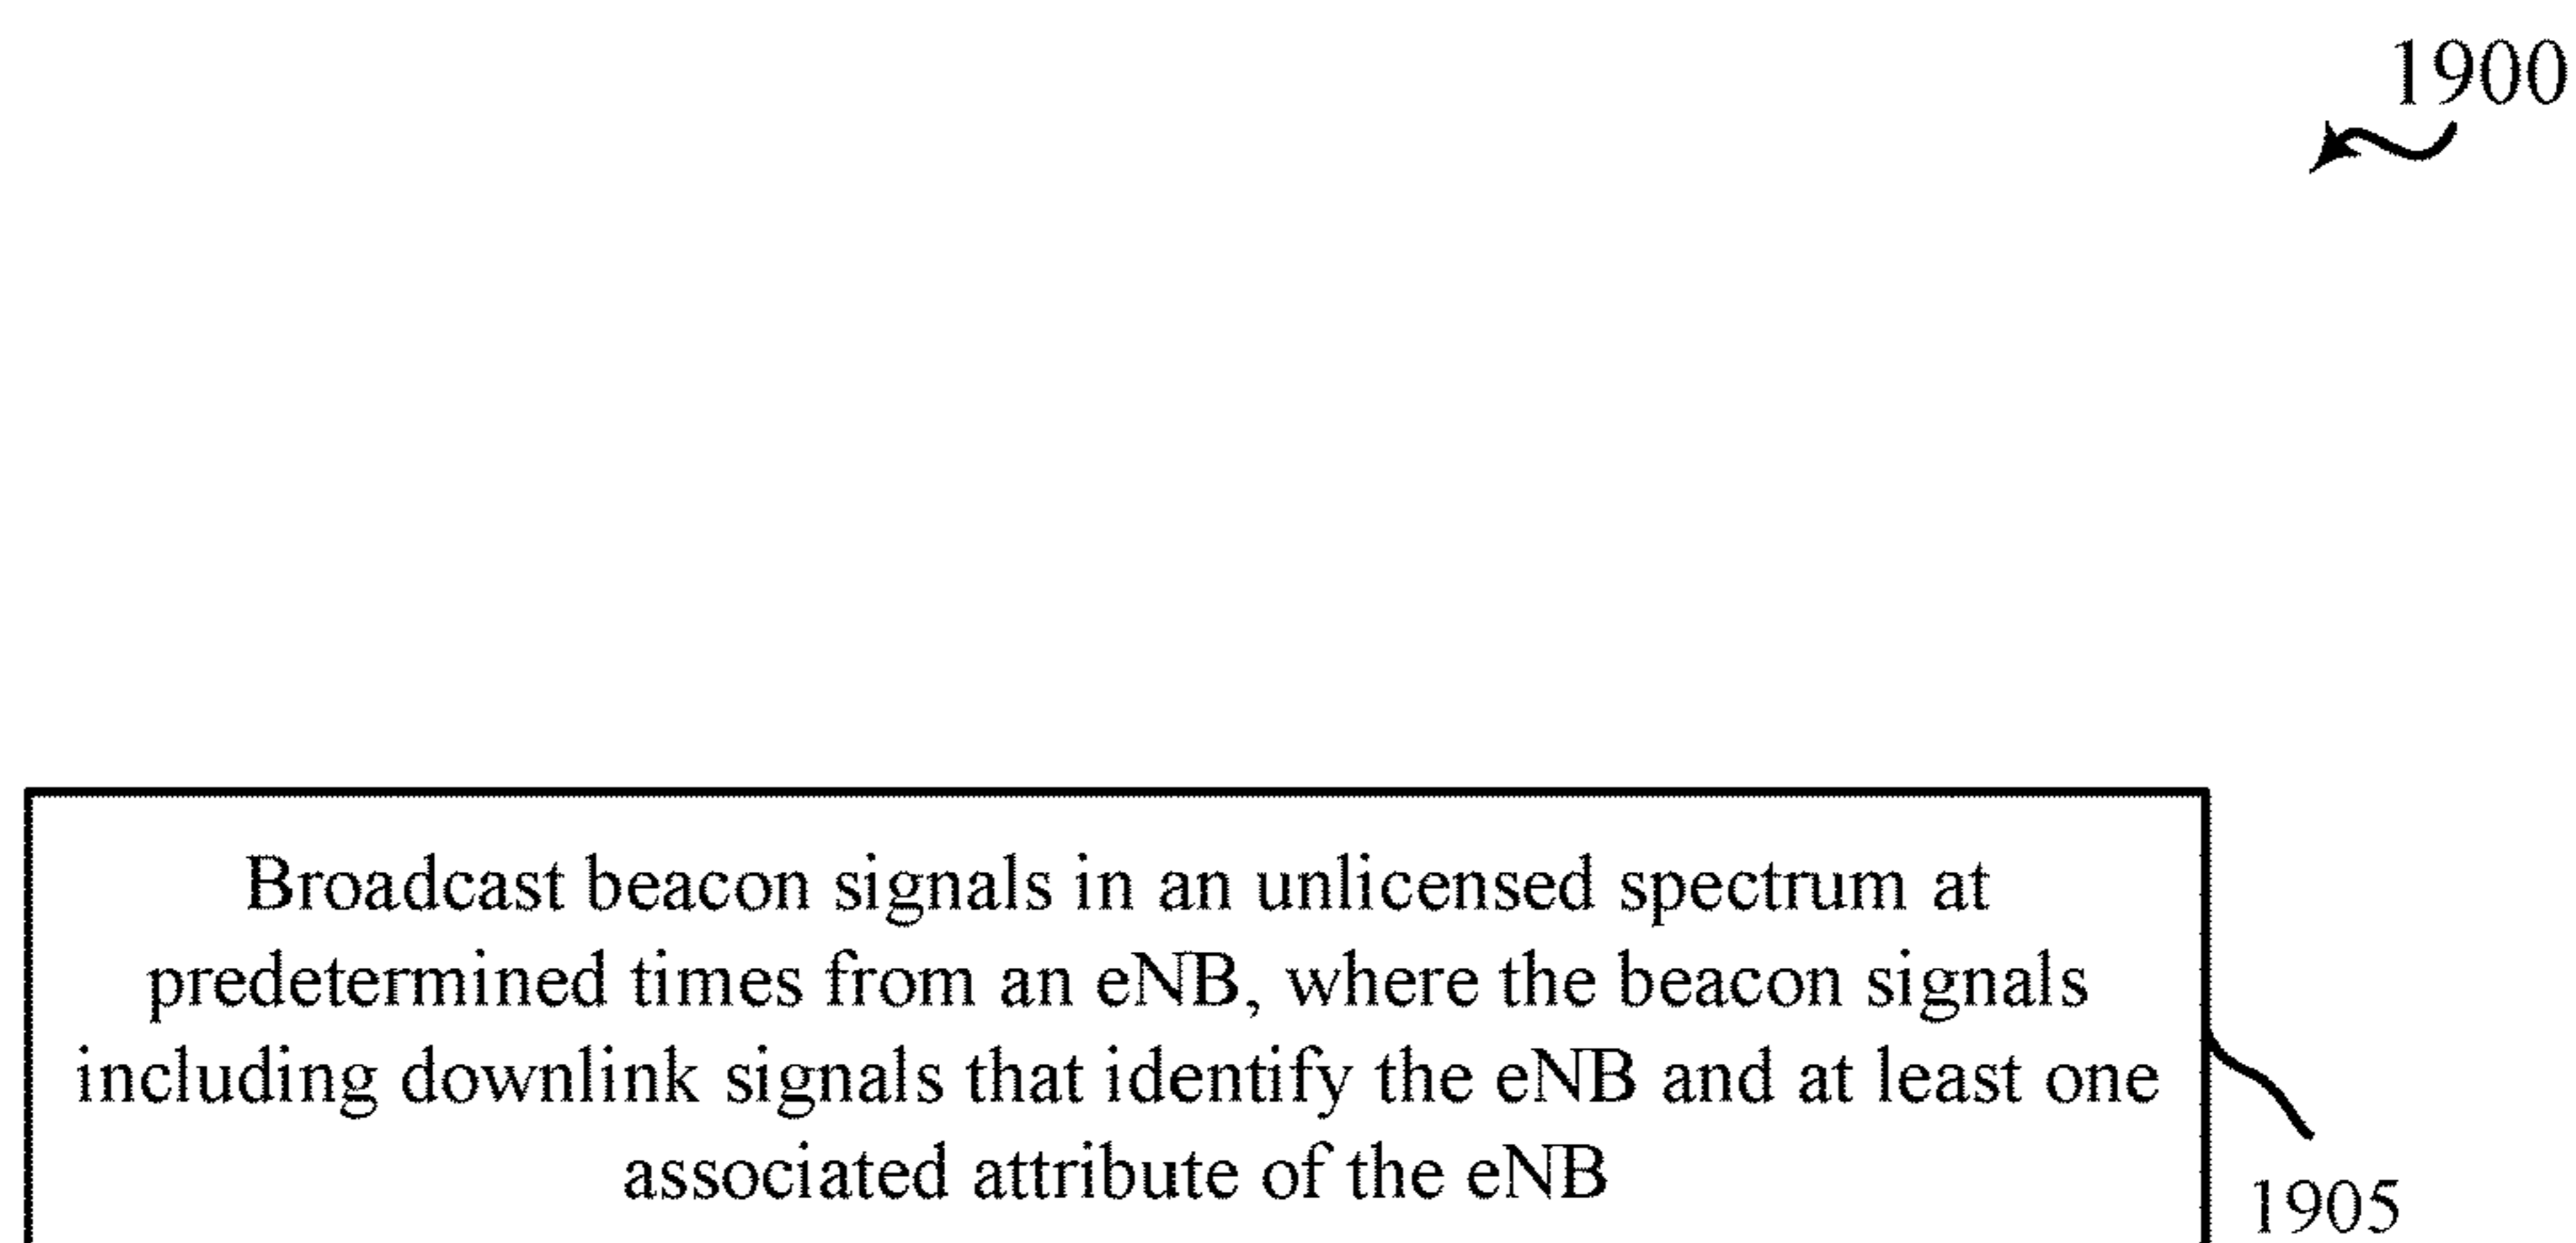 1900
Broadcast beacon signals in an unlicensed spectrum at
predetermined times from an eNB, where the beacon signals
including downlink signals that identify the eNB and at least one
associated attribute of the eNB
1905